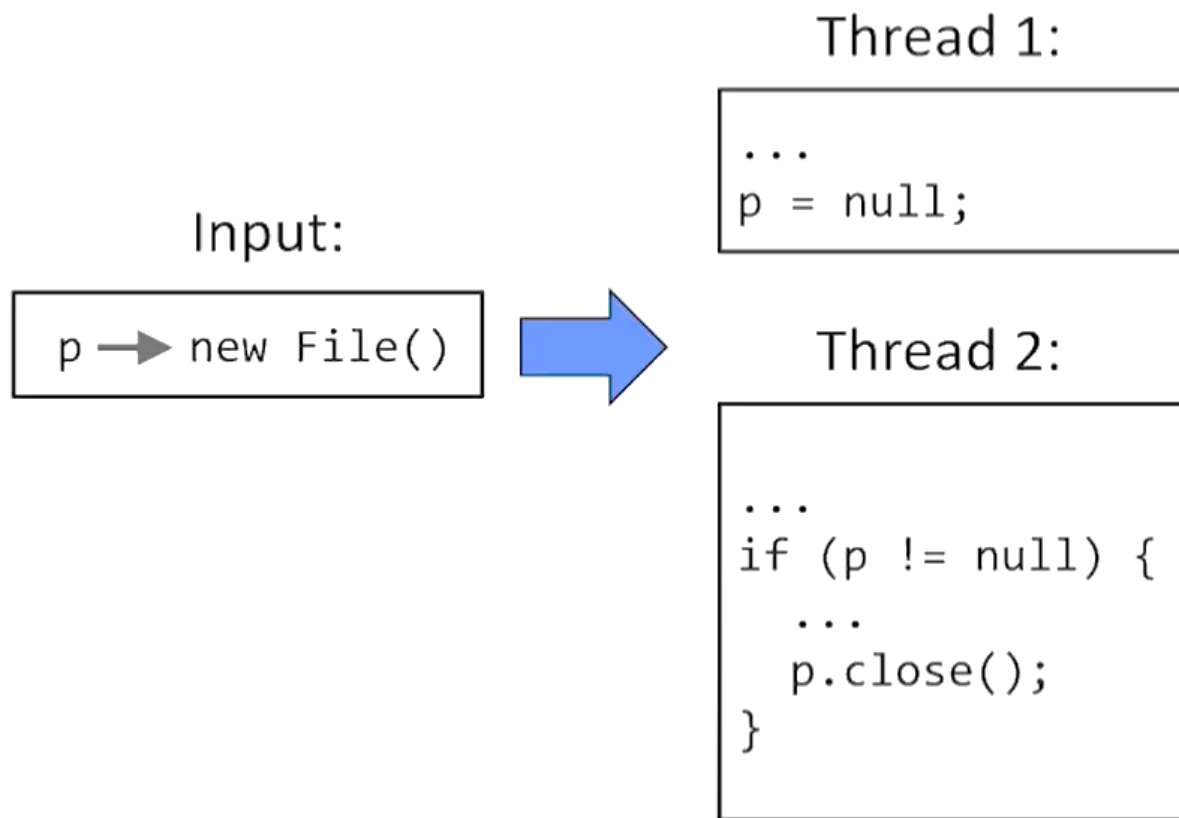 Input:
p → new File()
Thread 1:
...
p = null;
Thread 2:
...
if (p != null) {
...
p.close();
}